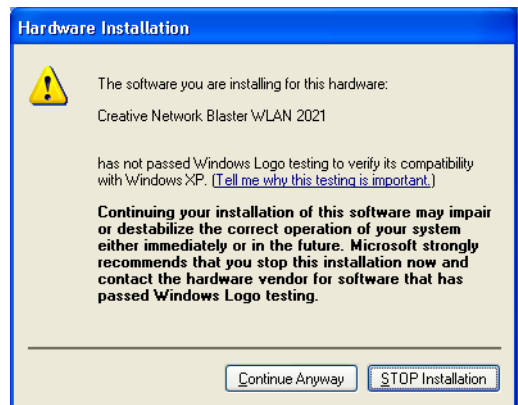 Hardware Installation
The software you are installing for this hardware:
Creative Network Blaster WLAN 2021
has not passed Windows Logo testing to verify its compatibility
with Windows XP. (Tell me why this testing is important.)
Continuing your installation of this software may impair
or destabilize the correct operation of your system
either immediately or in the future. Microsoft strongly
recommends that you stop this installation now and
contact the hardware vendor for software that has
passed Windows Logo testing.
Continue Anyway
STOP Installation